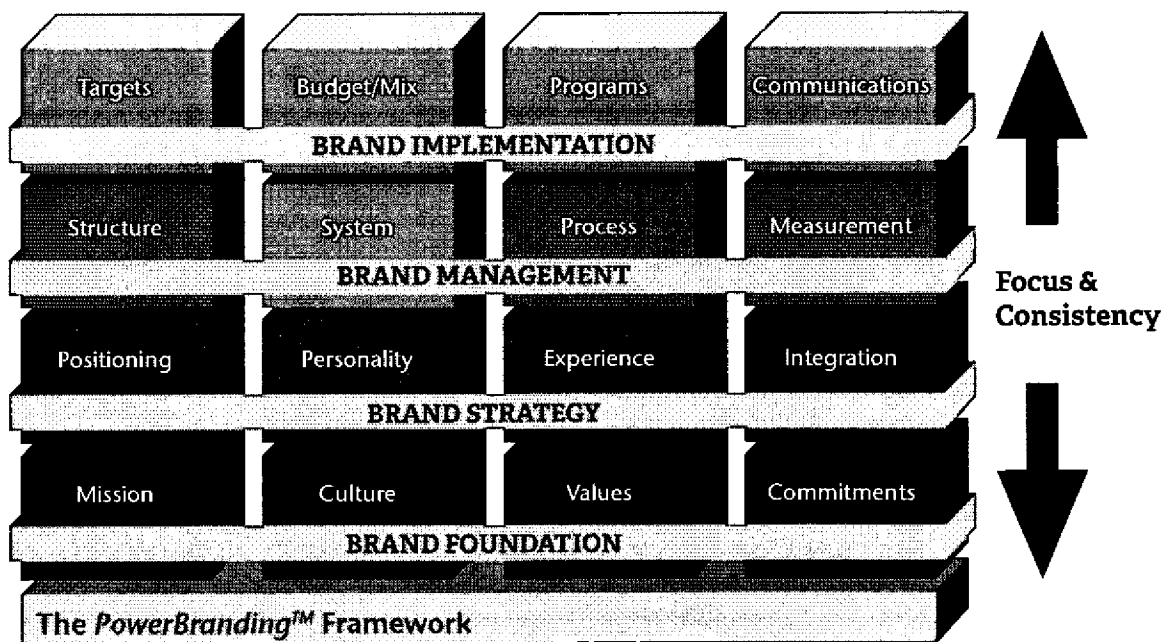 Targets Budget/Mix Programs Communications
BRAND IMPLEMENTATION
Structure System Process Measurement
BRAND MANAGEMENT
Focus &
Consistency
Positioning Personality Experience Integration
BRAND STRATEGY
Mission Culture Values Commitments
BRAND FOUNDATION
The PowerBranding™ Framework